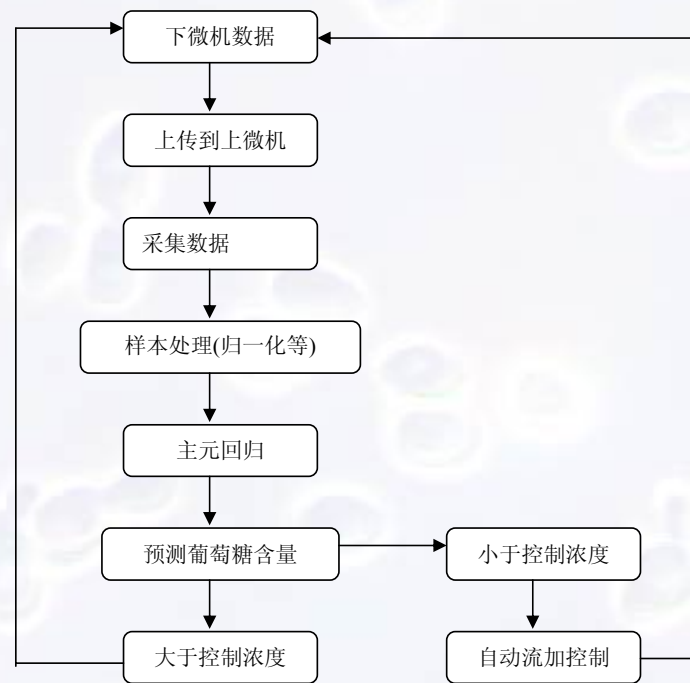 下微机数据
上传到上微机
采集数据
样本处理(归一化等)
主元回归
预测葡萄糖含量
小于控制浓度
大于控制浓度
自动流加控制